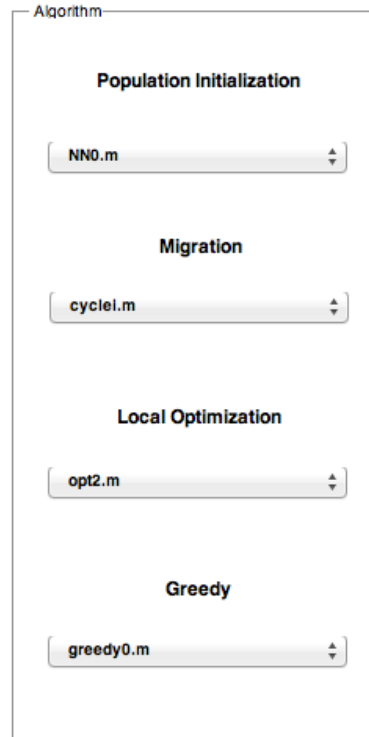 Algorithm
Population Initialization
NN0.m
Migration
cyclei.m
Local Optimization
opt2.m
Greedy
greedy0.m